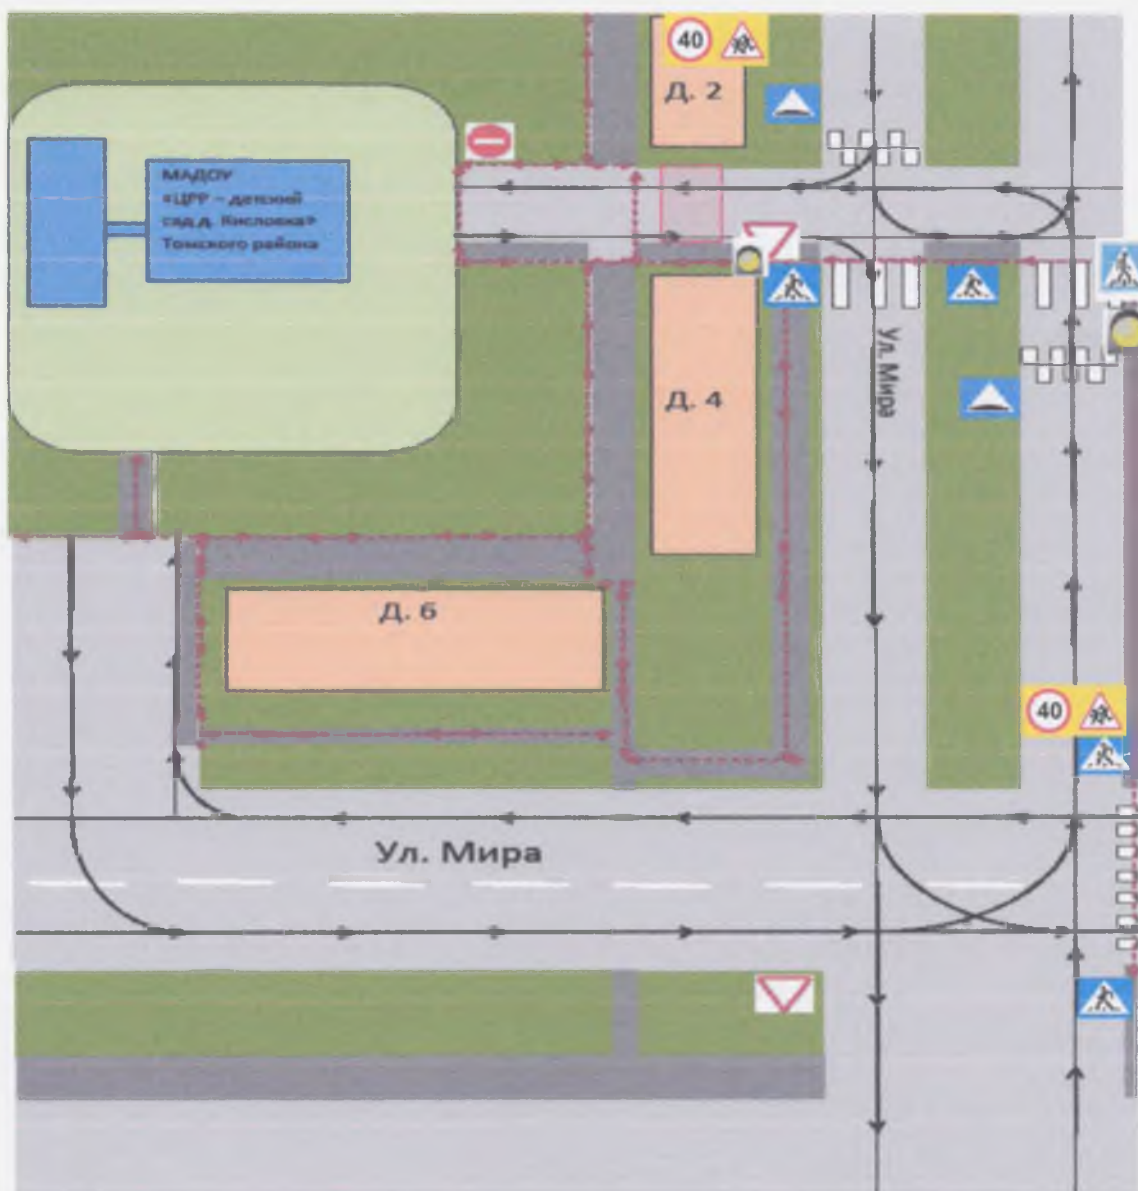 40
Д. 2
МАДОУ
«ЦРР – детский
сад д. Кисловка»
Томского района
Д. 4
Ул. Мира
Д. 6
40
Ул. Мира